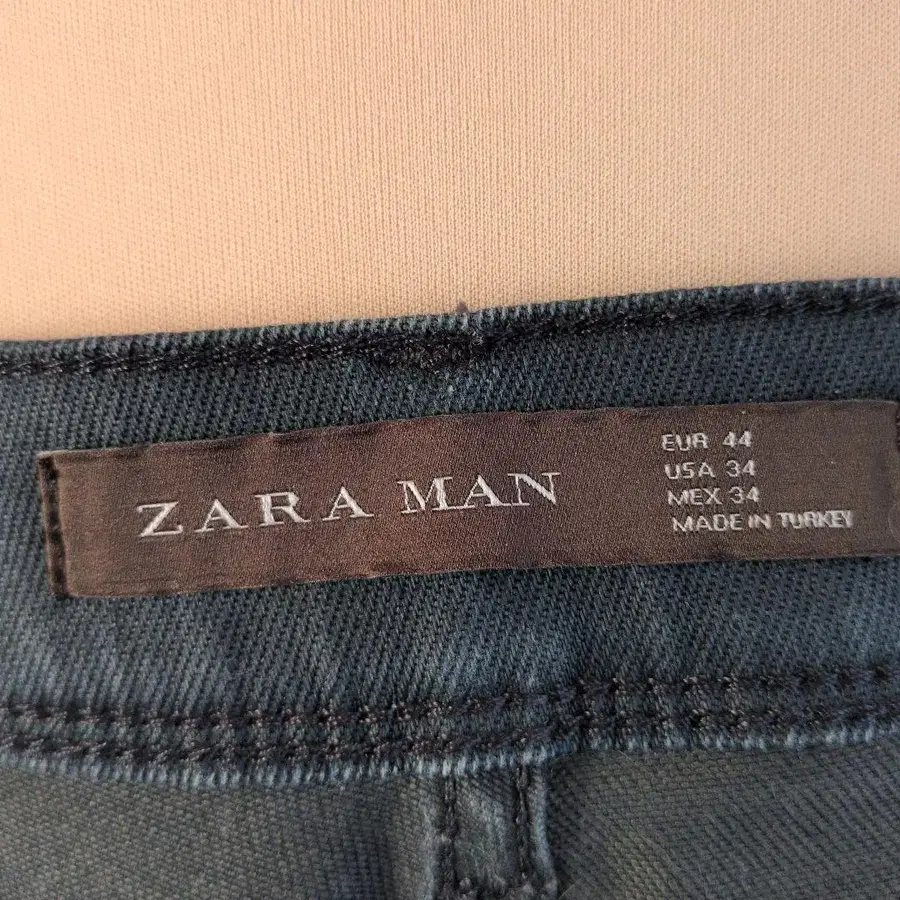 ZARA MAN
EUR 44
USA 34
MEX 34
MADE IN TURKEY